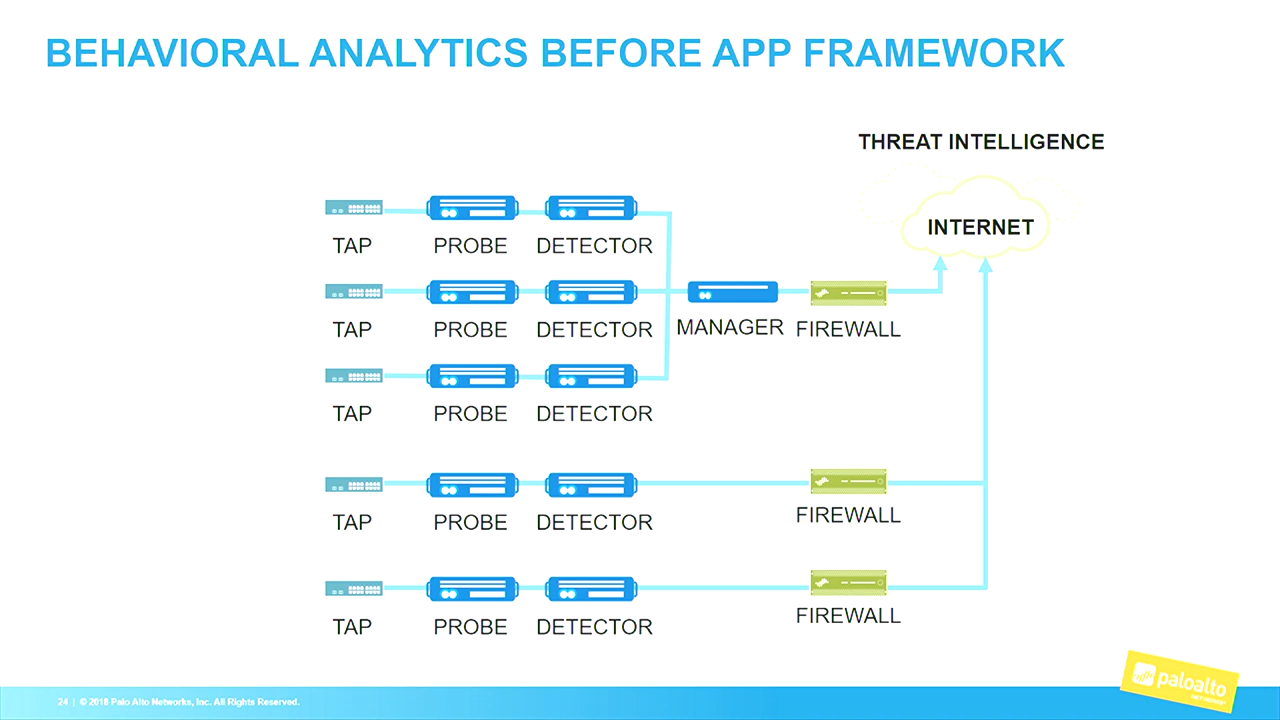 BEHAVIORAL ANALYTICS BEFORE APP FRAMEWORK
THREAT INTELLIGENCE
INTERNET
TAP PROBE DETECTOR
TAP PROBE DETECTOR MANAGER FIREWALL
TAP PROBE DETECTOR
TAP PROBE DETECTOR FIREWALL
TAP PROBE DETECTOR FIREWALL
24 | © 2018 Palo Alto Networks, Inc. All Rights Reserved.
paloalto
NETWORKS